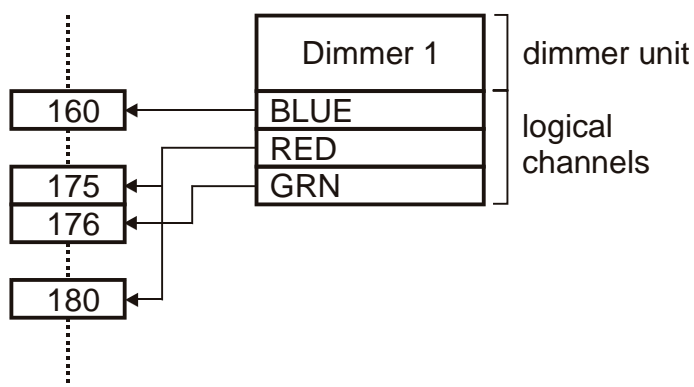 Dimmer 1
dimmer unit
160
BLUE
RED
GRN
logical
channels
175
176
180